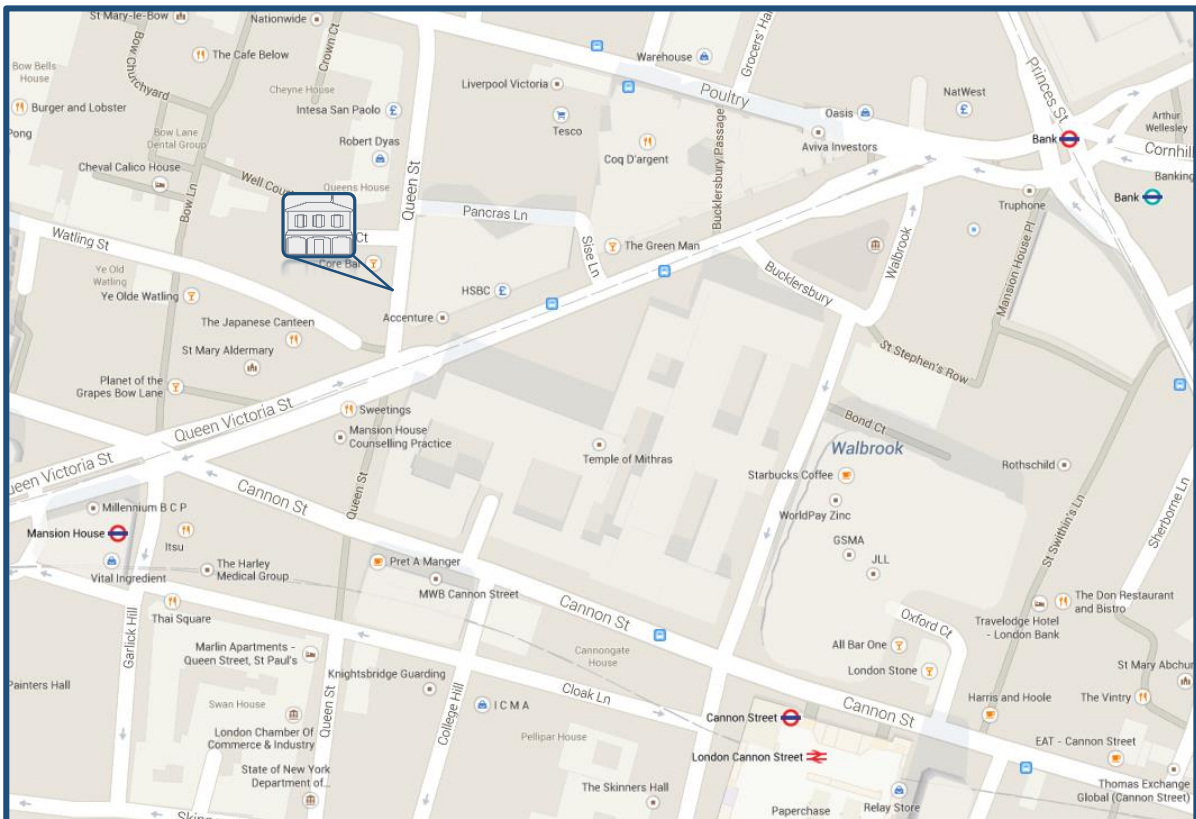 St Mary-le-Bow
Nationwide
Crown Ct
Bow Churchyard
The Cafe Below
Bow Bells
House
Cheyne House
Burger and Lobster
Pong
Intesa San Paolo
Bow Lane
Dental Group
Robert Dyas
Cheval Calico House
Well Cour
Queens House
Queen St
Bow Ln
Liverpool Victoria
Tesco
Warehouse
Grocers' Ha
Poultry
Coq D'argent
Bucklersbury Passage
Oasis
Aviva Investors
NatWest
Princes St
Bank
Arthur
Wellesley
Cornhill
Banking
Bank
Truphone
Pancras Ln
Sise Ln
The Green Man
Watling St
Ct
Core Bar
Ye Old
Watling
Ye Olde Watling
HSBC
Accenture
The Japanese Canteen
St Mary Aldermary
Planet of the
Grapes Bow Lane
Bucklersbury
Walbrook
Mansion House Pl
St Stephen's Row
Bond Ct
Walbrook
Queen Victoria St
Sweetings
Mansion House
Counselling Practice
Temple of Mithras
Starbucks Coffee
Rothschild
WorldPay Zinc
GSMA
JLL
St Swithin's Ln
Sherborne Ln
ueen Victoria St
Cannon St
Queen St
Millennium B C P
Mansion House
Itsu
Vital Ingredient
The Harley
Medical Group
Pret A Manger
MWB Cannon Street
Thai Square
Garlick Hill
Cannon St
Oxford Ct
The Don Restaurant
and Bistro
Travelodge Hotel
- London Bank
Marlin Apartments -
Queen Street, St Paul's
Cannongate
House
All Bar One
London Stone
St Mary Abchur
Painters Hall
Knightsbridge Guarding
Swan House
Queen St
College Hill
I C M A
Cloak Ln
Cannon Street
Cannon St
Harris and Hoole
The Vintry
London Chamber Of
Commerce & Industry
Pellipar House
London Cannon Street
EAT - Cannon Street
State of New York
Department of...
The Skinners Hall
Paperchase
Relay Store
Thomas Exchange
Global (Cannon Street)
Skinn